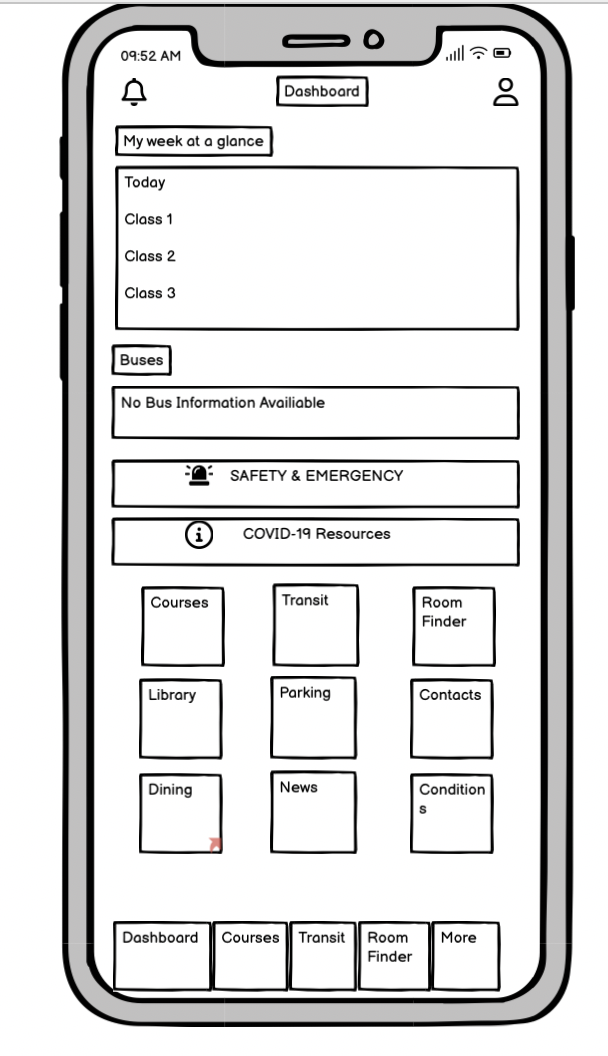 09:52 AM
Dashboard
My week at a glance
Today
Class 1
Class 2
Class 3
Buses
No Bus Information Availiable
SAFETY & EMERGENCY
COVID-19 Resources
Courses
Transit
Room
Finder
Library
Parking
Contacts
Dining
News
Condition
s
Dashboard
Courses
Transit
Room
Finder
More